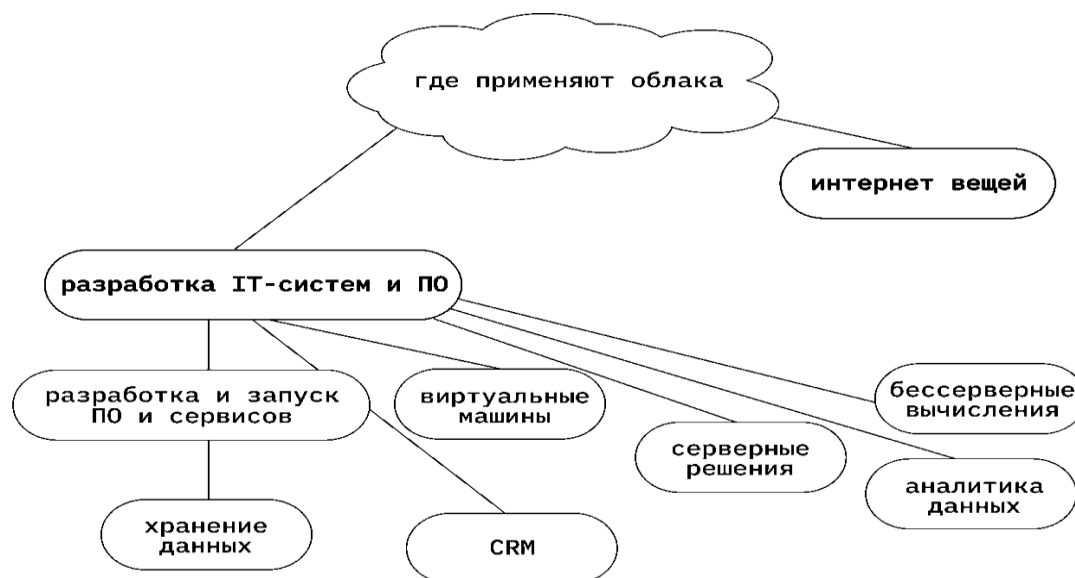 где применяют облака
интернет вещей
разработка IT-систем и ПО
разработка и запуск
ПО и сервисов
виртуальные
машины
серверные
решения
бессерверные
вычисления
аналитика
данных
хранение
данных
CRM